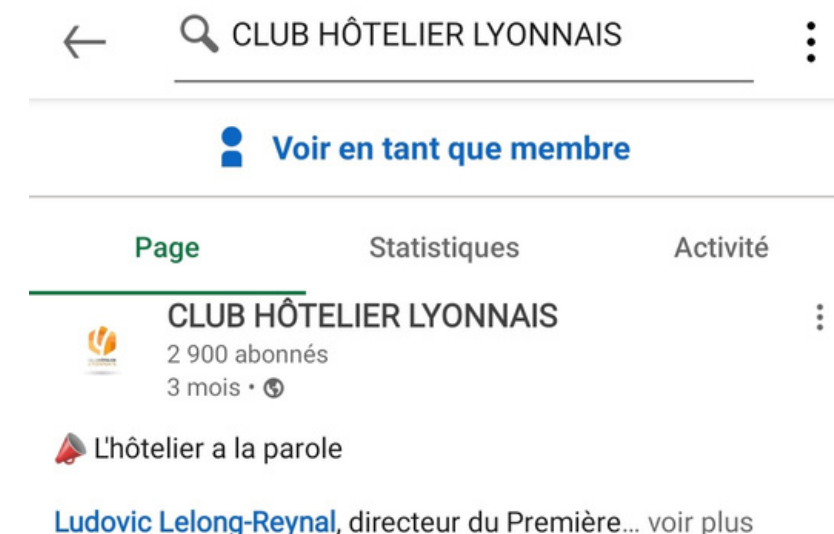 CLUB HÔTELIER LYONNAIS
Voir en tant que membre
Page Statistiques Activité
CLUB HÔTELIER LYONNAIS
2 900 abonnés
3 mois •
📣 L'hôtelier a la parole
Ludovic Lelong-Reynal, directeur du Première... voir plus